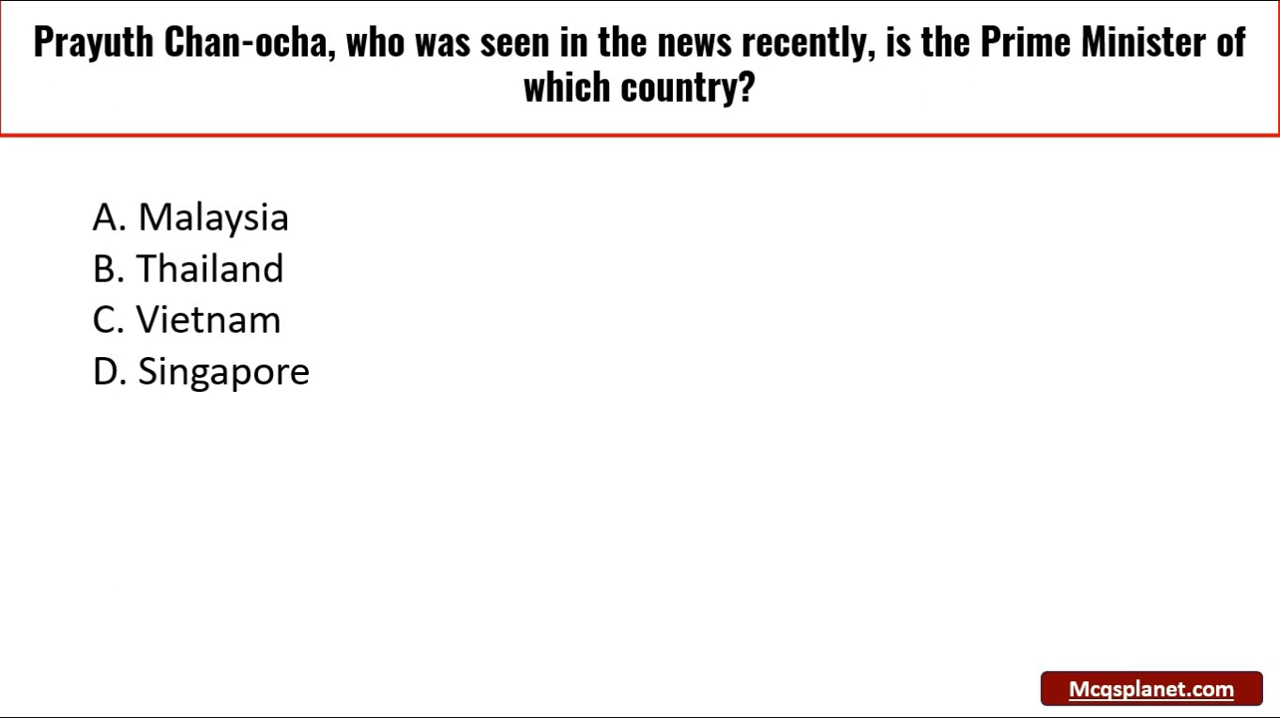 Prayuth Chan-ocha, who was seen in the news recently, is the Prime Minister of
which country?
A. Malaysia
B. Thailand
C. Vietnam
D. Singapore
Mcqsplanet.com